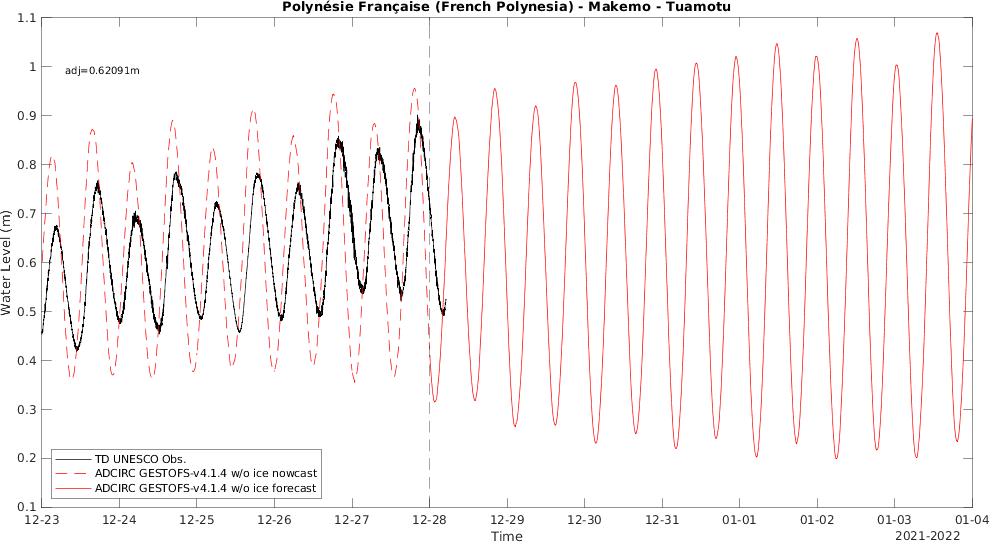 Polynésie Française (French Polynesia) - Makemo - Tuamotu
1.1
1
0.9
0.8
0.7
0.6
0.5
0.4
0.3
0.2
0.1
Water Level (m)
adj=0.62091m
TD UNESCO Obs.
ADCIRC GESTOFS-v4.1.4 w/o ice nowcast
ADCIRC GESTOFS-v4.1.4 w/o ice forecast
12-23 12-24 12-25 12-26 12-27 12-28 12-29 12-30 12-31 01-01 01-02 01-03 01-04
Time
2021-2022